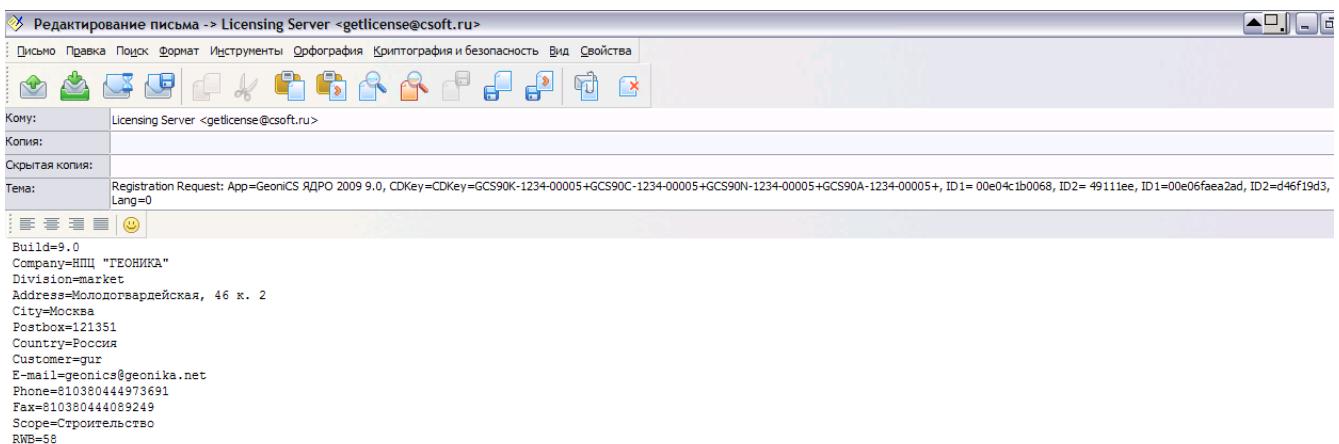 Редактирование письма -> Licensing Server <getlicense@csoft.ru>
Письмо Правка Поиск Формат Инструменты Орфография Криптография и безопасность Вид Свойства
Кому: Licensing Server <getlicense@csoft.ru>
Копия:
Скрытая копия:
Тема: Registration Request: App=GeoniCS ЯДРО 2009 9.0, CDKey=CDKey=GCS90K-1234-00005+GCS90C-1234-00005+GCS90N-1234-00005+GCS90A-1234-00005+, ID1= 00e04c1b0068, ID2= 49111ee, ID1=00e06faea2ad, ID2=d46f19d3,
Lang=0
Build=9.0
Company=НПЦ "ГЕОНИКА"
Division=market
Address=Молодогвардейская, 46 к. 2
City=Москва
Postbox=121351
Country=Россия
Customer=gur
E-mail=geonics@geonika.net
Phone=810380444973691
Fax=810380444089249
Scope=Строительство
RWB=58